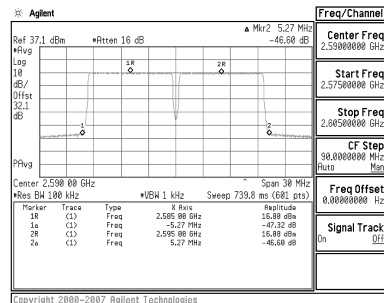 Agilent
Freq/Channel
▲ Mkr2 5.27 MHz
Ref 37.1 dBm #Atten 16 dB -46.60 dB
#Avg
Log
10
dB/
Offst
32.1
dB
1R 2R
1 2
PAvg
Center 2.590 00 GHz Span 30 MHz
#Res BW 100 kHz #VBW 1 kHz Sweep 739.8 ms (601 pts)
Marker Trace Type X Axis Amplitude
1R (1) Freq 2.585 00 GHz 16.08 dBm
1▵ (1) Freq -5.27 MHz -47.32 dB
2R (1) Freq 2.595 00 GHz 16.08 dBm
2▵ (1) Freq 5.27 MHz -46.60 dB
Center Freq
2.59000000 GHz
Start Freq
2.57500000 GHz
Stop Freq
2.60500000 GHz
CF Step
90.0000000 MHz
Auto Man
Freq Offset
0.00000000 Hz
Signal Track
On Off
Copyright 2000-2007 Agilent Technologies